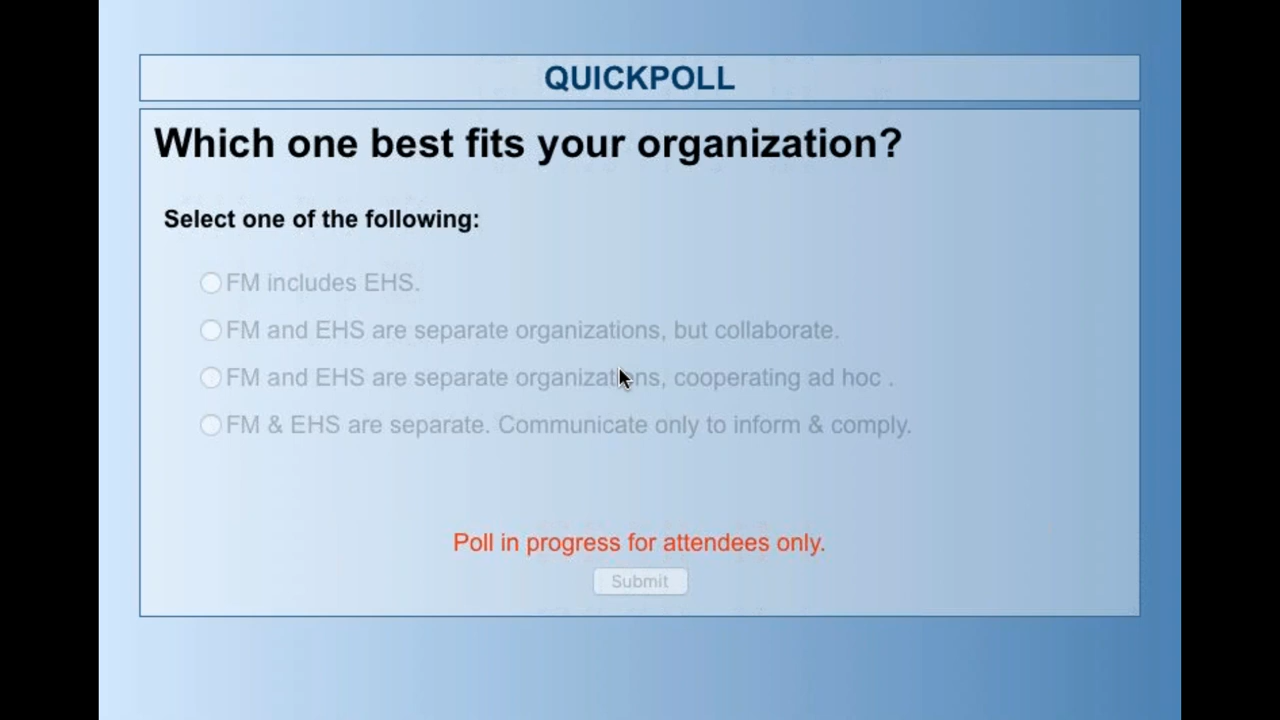 QUICKPOLL
Which one best fits your organization?
Select one of the following:
FM includes EHS.
FM and EHS are separate organizations, but collaborate.
FM and EHS are separate organizations, cooperating ad hoc .
FM & EHS are separate. Communicate only to inform & comply.
Poll in progress for attendees only.
Submit